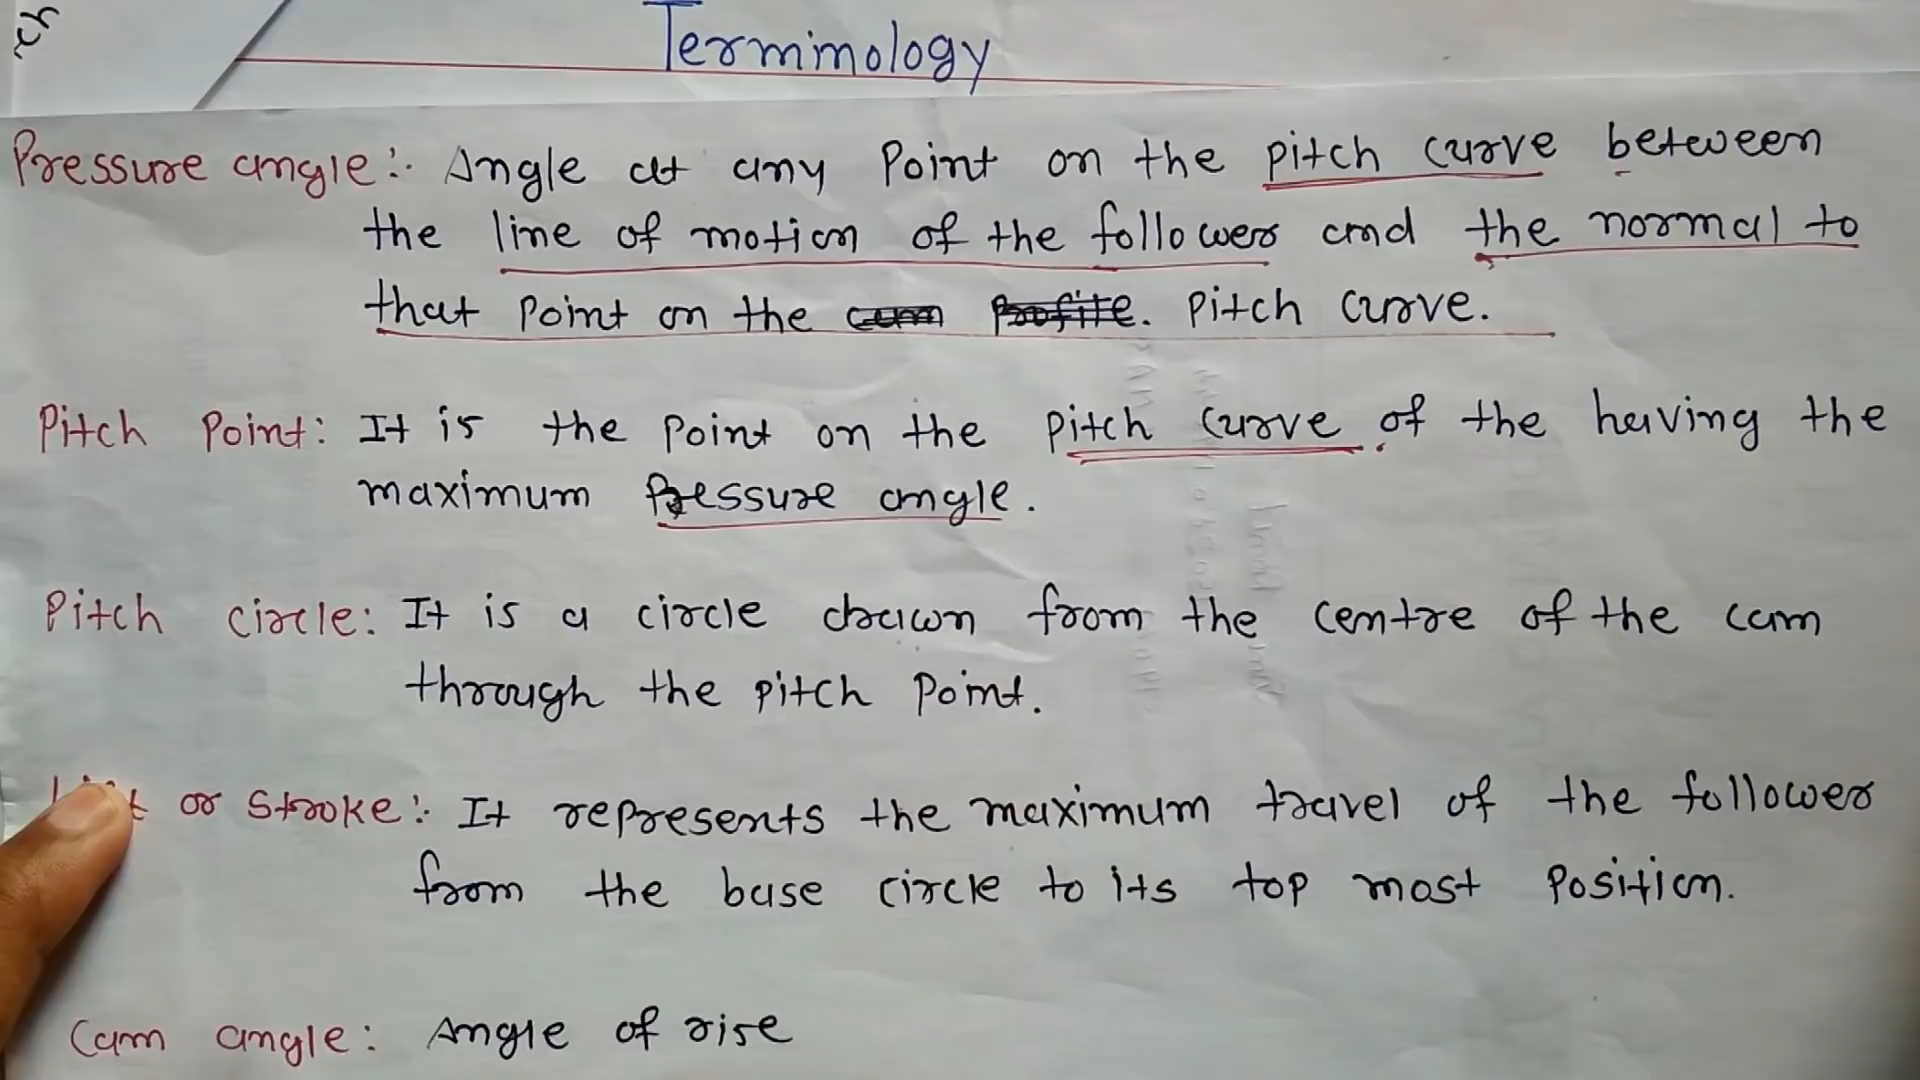 Terminology
Pressure angle:- Angle at any Point on the pitch curve between
the line of motion of the follower and the normal to
that Point on the cam Profile. Pitch curve.
Pitch Point: It is the Point on the Pitch curve of the having the
maximum Pressure angle.
Pitch circle: It is a circle drawn from the centre of the cam
through the pitch Point.
or Stroke:- It represents the maximum travel of the follower
from the base circle to its top most Position.
Cam angle: Angle of rise